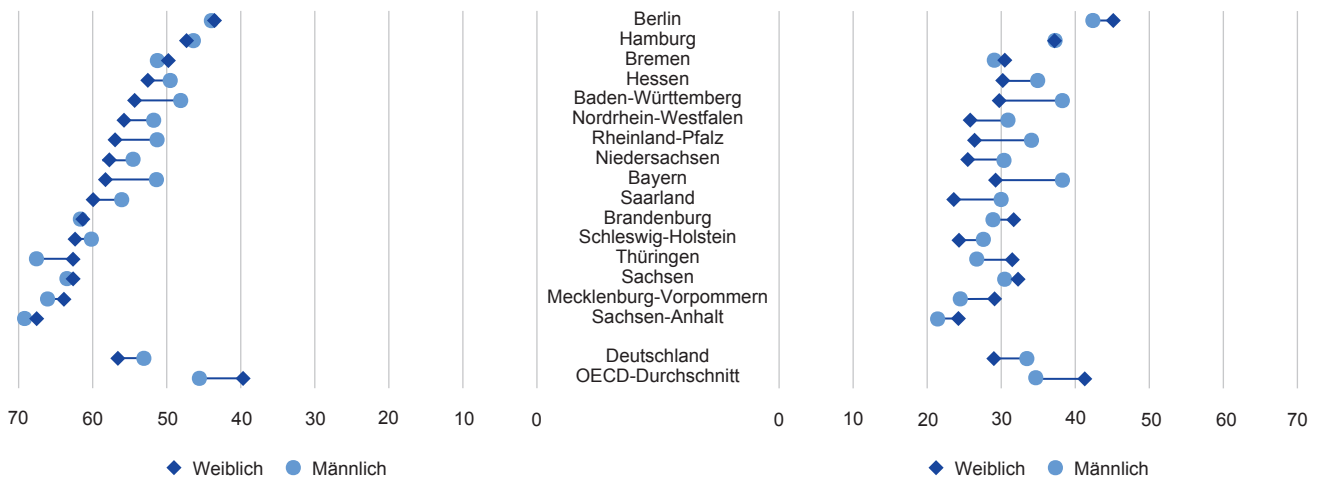 Berlin
Hamburg
Bremen
Hessen
Baden-Württemberg
Nordrhein-Westfalen
Rheinland-Pfalz
Niedersachsen
Bayern
Saarland
Brandenburg
Schleswig-Holstein
Thüringen
Sachsen
Mecklenburg-Vorpommern
Sachsen-Anhalt
Deutschland
OECD-Durchschnitt
70 60 50 40 30 20 10 0 0 10 20 30 40 50 60 70
Weiblich Männlich Weiblich Männlich